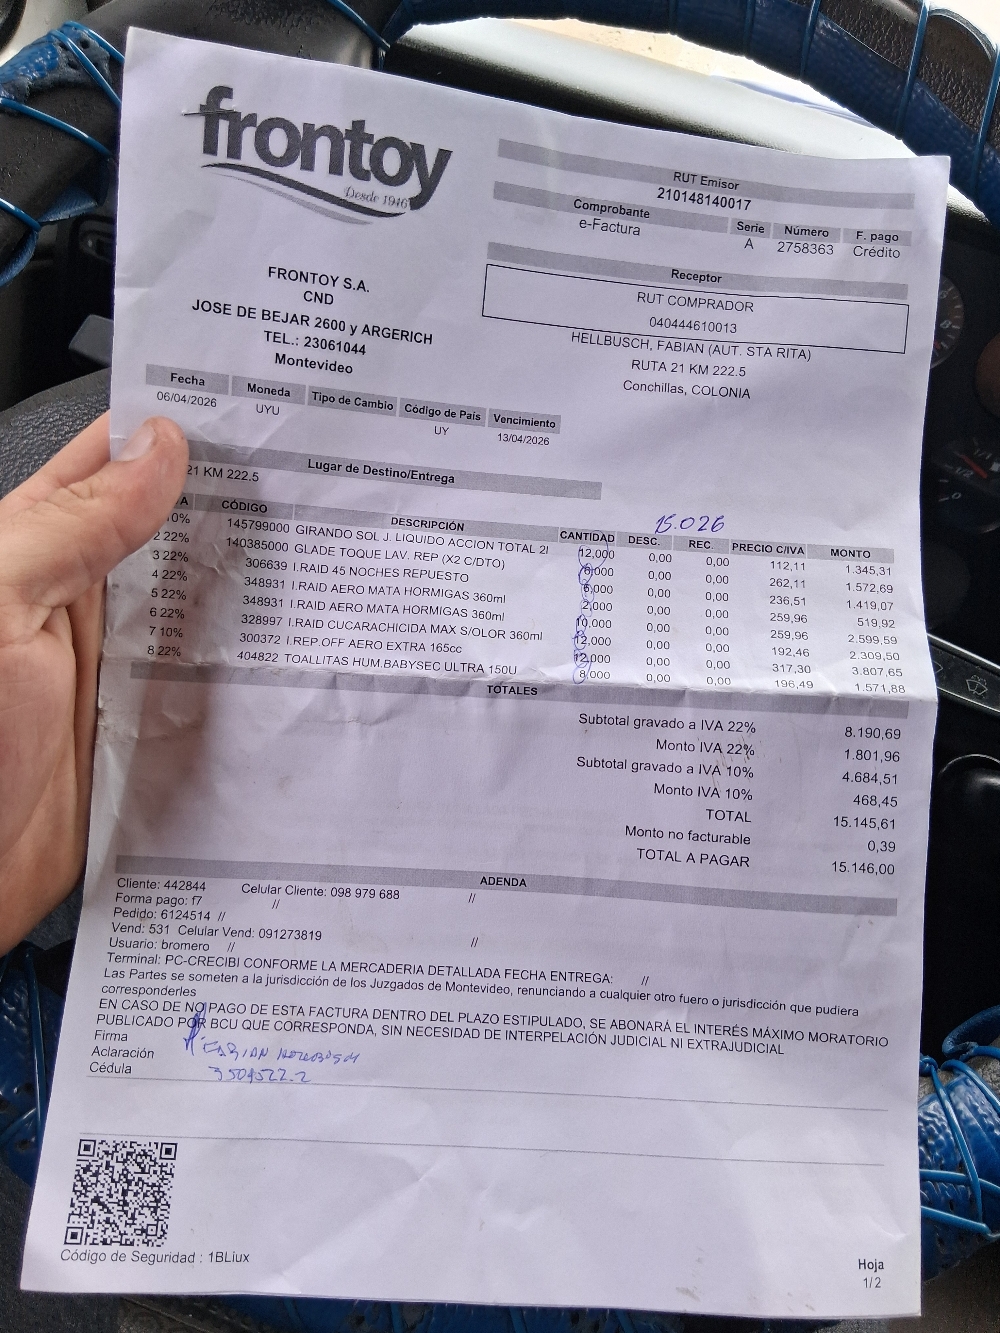 frontoy
Desde 1946
RUT Emisor
210148140017
Comprobante Serie Número F. pago
e-Factura A 2758363 Crédito
Receptor
RUT COMPRADOR
040444610013
HELLBUSCH, FABIAN (AUT. STA RITA)
RUTA 21 KM 222.5
Conchillas, COLONIA
FRONTOY S.A.
CND
JOSE DE BEJAR 2600 y ARGERICH
TEL.: 23061044
Montevideo
Fecha Moneda Tipo de Cambio Código de País Vencimiento
06/04/2026 UYU UY 13/04/2026
Lugar de Destino/Entrega
21 KM 222.5
15.026
CÓDIGO DESCRIPCIÓN CANTIDAD DESC. REC. PRECIO C/IVA MONTO
10% 145799000 GIRANDO SOL J. LIQUIDO ACCION TOTAL 2l 12,000 0,00 0,00 112,11 1.345,31
2 22% 140385000 GLADE TOQUE LAV. REP (X2 C/DTO) 6,000 0,00 0,00 262,11 1.572,69
3 22% 306639 I.RAID 45 NOCHES REPUESTO 6,000 0,00 0,00 236,51 1.419,07
4 22% 348931 I.RAID AERO MATA HORMIGAS 360ml 2,000 0,00 0,00 259,96 519,92
5 22% 348931 I.RAID AERO MATA HORMIGAS 360ml 10,000 0,00 0,00 259,96 2.599,59
6 22% 328997 I.RAID CUCARACHICIDA MAX S/OLOR 360ml 12,000 0,00 0,00 192,46 2.309,50
7 10% 300372 I.REP.OFF AERO EXTRA 165cc 12,000 0,00 0,00 317,30 3.807,65
8 22% 404822 TOALLITAS HUM.BABYSEC ULTRA 150U 8,000 0,00 0,00 196,49 1.571,88
TOTALES
Subtotal gravado a IVA 22% 8.190,69
Monto IVA 22% 1.801,96
Subtotal gravado a IVA 10% 4.684,51
Monto IVA 10% 468,45
TOTAL 15.145,61
Monto no facturable 0,39
TOTAL A PAGAR 15.146,00
ADENDA
Cliente: 442844 Celular Cliente: 098 979 688 //
Forma pago: f7 //
Pedido: 6124514 //
Vend: 531 Celular Vend: 091273819 //
Usuario: bromero //
Terminal: PC-CRECIBI CONFORME LA MERCADERIA DETALLADA FECHA ENTREGA: //
Las Partes se someten a la jurisdicción de los Juzgados de Montevideo, renunciando a cualquier otro fuero o jurisdicción que pudiera
corresponderles
EN CASO DE NO PAGO DE ESTA FACTURA DENTRO DEL PLAZO ESTIPULADO, SE ABONARÁ EL INTERÉS MÁXIMO MORATORIO
PUBLICADO POR BCU QUE CORRESPONDA, SIN NECESIDAD DE INTERPELACIÓN JUDICIAL NI EXTRAJUDICIAL
Firma
Aclaración FABIAN
Cédula 3504522.2
Código de Seguridad : 1BLiux
Hoja
1/2